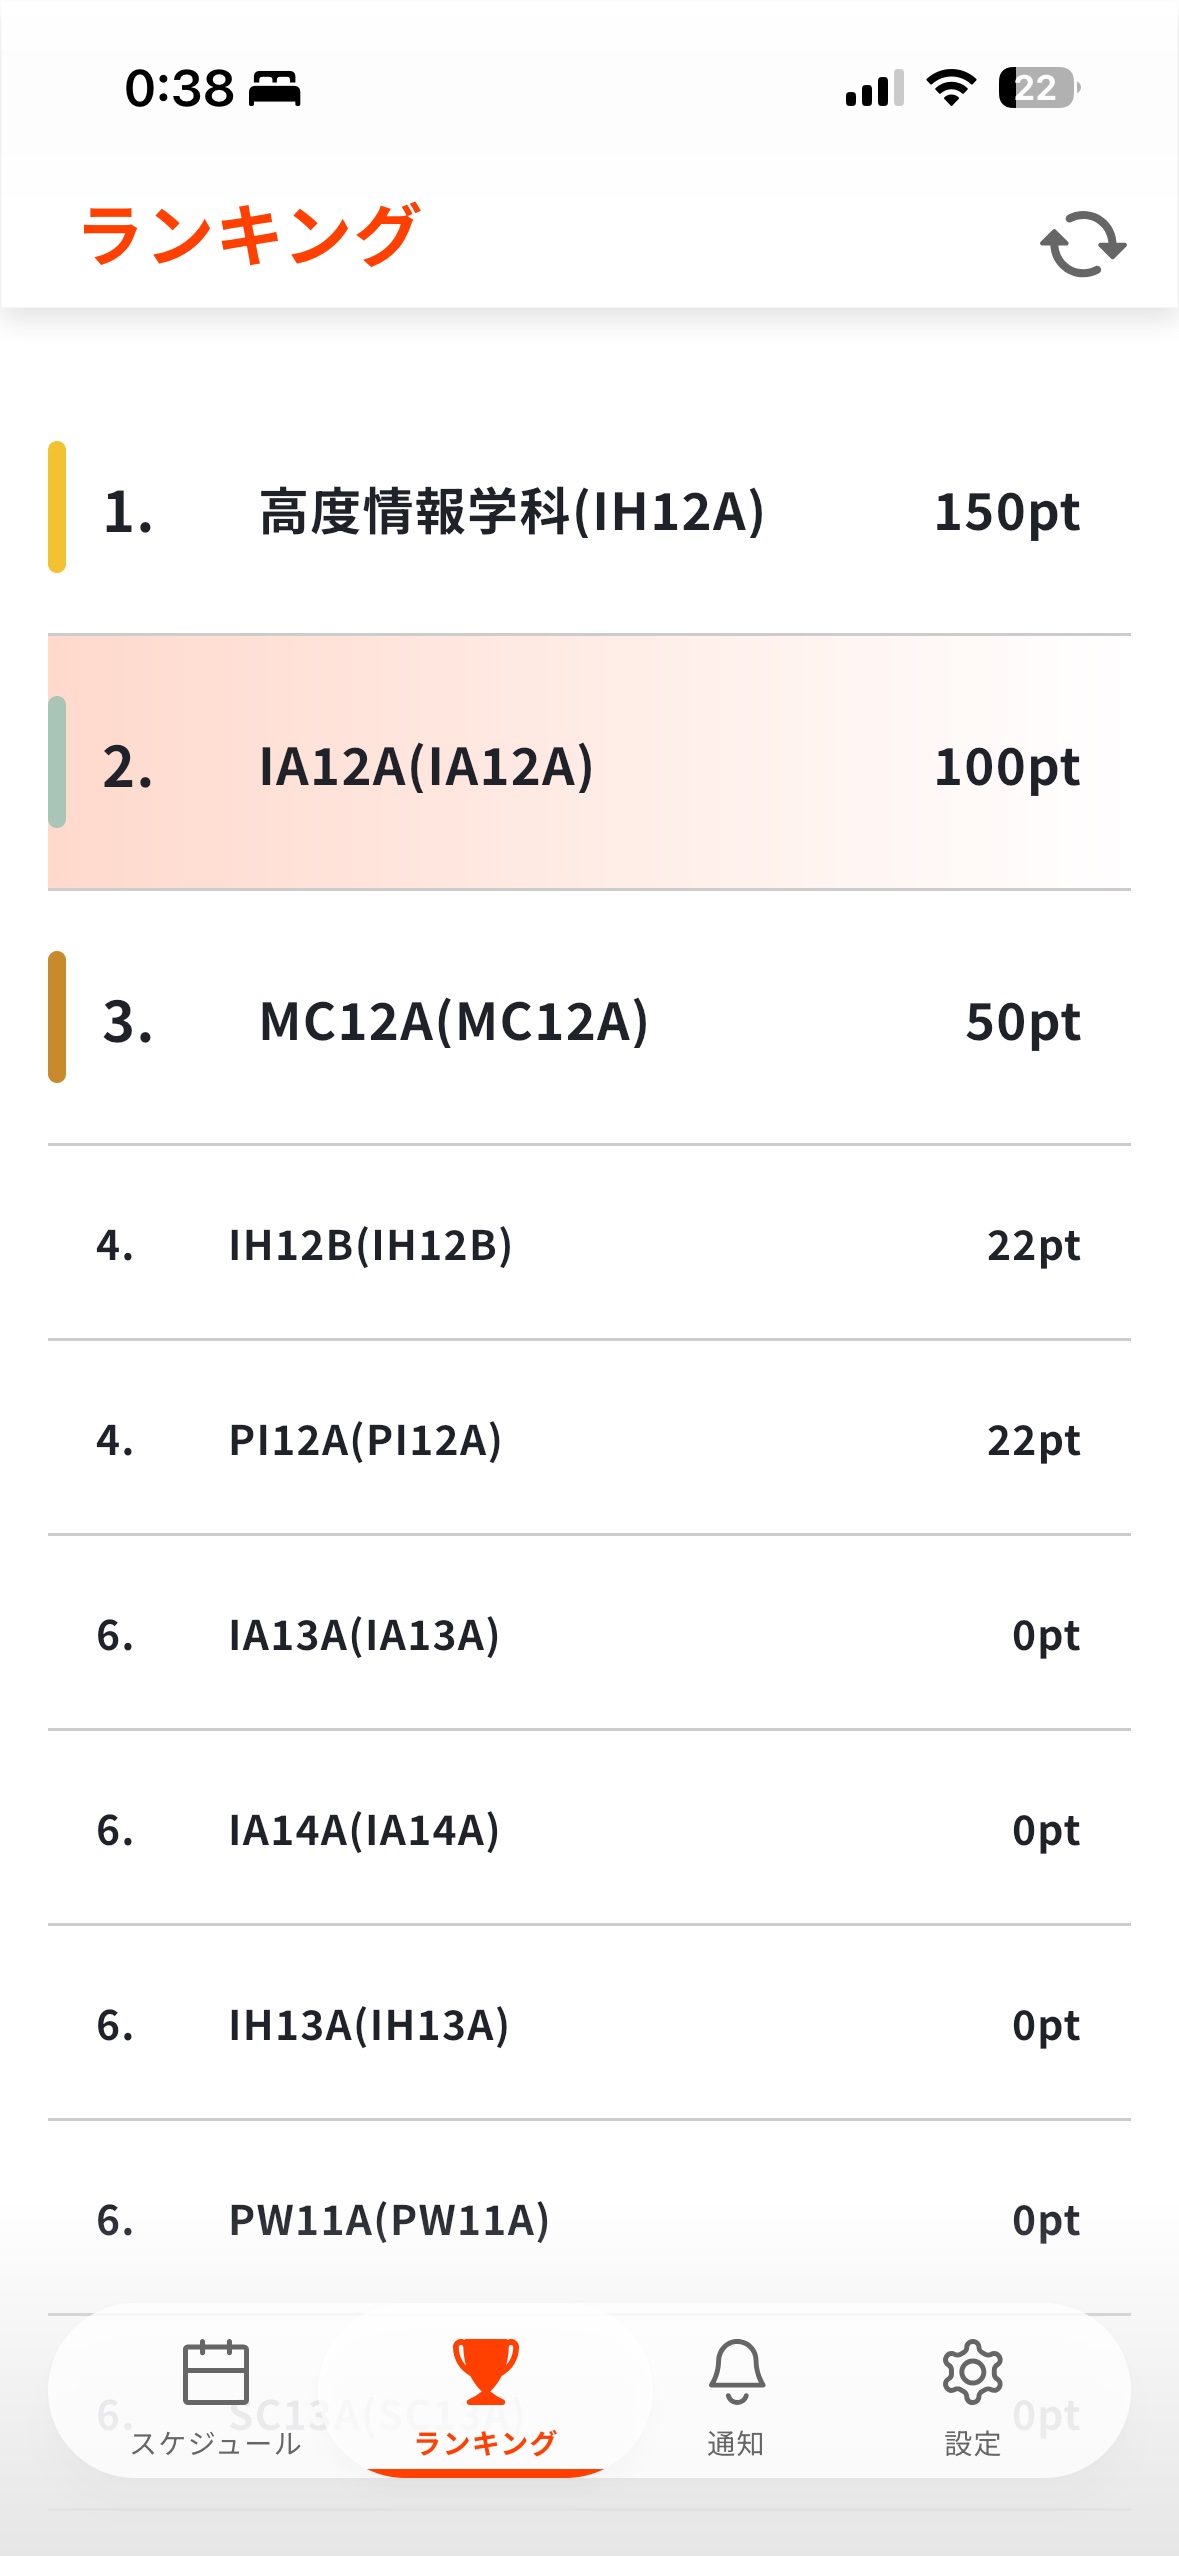 0:38
22
ランキング
1. 高度情報学科(IH12A) 150pt
2. IA12A(IA12A) 100pt
3. MC12A(MC12A) 50pt
4. IH12B(IH12B) 22pt
4. PI12A(PI12A) 22pt
6. IA13A(IA13A) 0pt
6. IA14A(IA14A) 0pt
6. IH13A(IH13A) 0pt
6. PW11A(PW11A) 0pt
6. SC13A(SC13A) 0pt
スケジュール ランキング 通知 設定